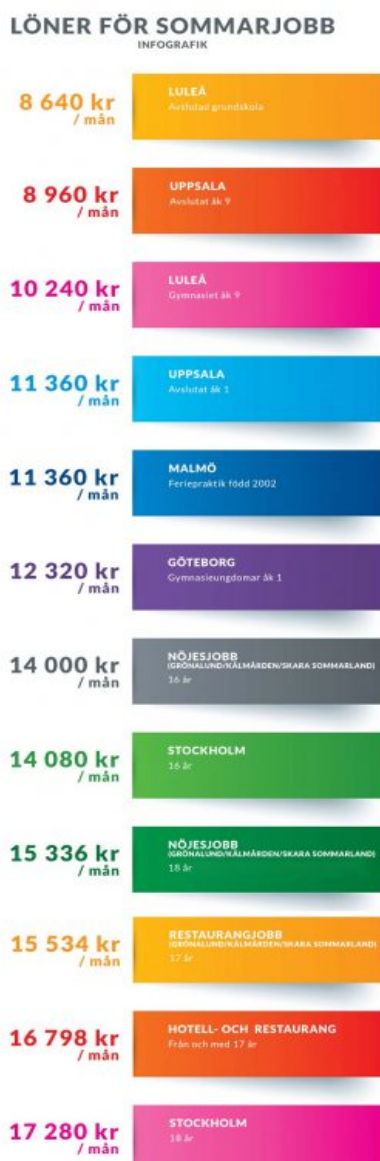 LÖNER FÖR SOMMARJOBB
INFOGRAFIK
8 640 kr
/ mån
LULEÅ
Avslutad grundskola
8 960 kr
/ mån
UPPSALA
Avslutat åk 9
10 240 kr
/ mån
LULEÅ
Gymnasiet åk 9
11 360 kr
/ mån
UPPSALA
Avslutat åk 1
11 360 kr
/ mån
MALMÖ
Feriepraktik född 2002
12 320 kr
/ mån
GÖTEBORG
Gymnasieungdomar åk 1
14 000 kr
/ mån
NÖJESJOBB
(GRÖNALUND/KÅLMÅRDEN/SKARA SOMMARLAND)
16 år
14 080 kr
/ mån
STOCKHOLM
16 år
15 336 kr
/ mån
NÖJESJOBB
(GRÖNALUND/KÅLMÅRDEN/SKARA SOMMARLAND)
18 år
15 534 kr
/ mån
RESTAURANGJOBB
(GRÖNALUND/KÅLMÅRDEN/SKARA SOMMARLAND)
17 år
16 798 kr
/ mån
HOTELL- OCH RESTAURANG
Från och med 17 år
17 280 kr
/ mån
STOCKHOLM
18 år